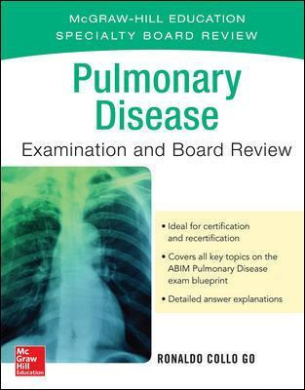 McGRAW-HILL EDUCATION
SPECIALTY BOARD REVIEW
Pulmonary
Disease
Examination and Board Review
• Ideal for certification
and recertification
• Covers all key topics on the
ABIM Pulmonary Disease
exam blueprint
• Detailed answer explanations
Mc
Graw
Hill
Education
RONALDO COLLO GO